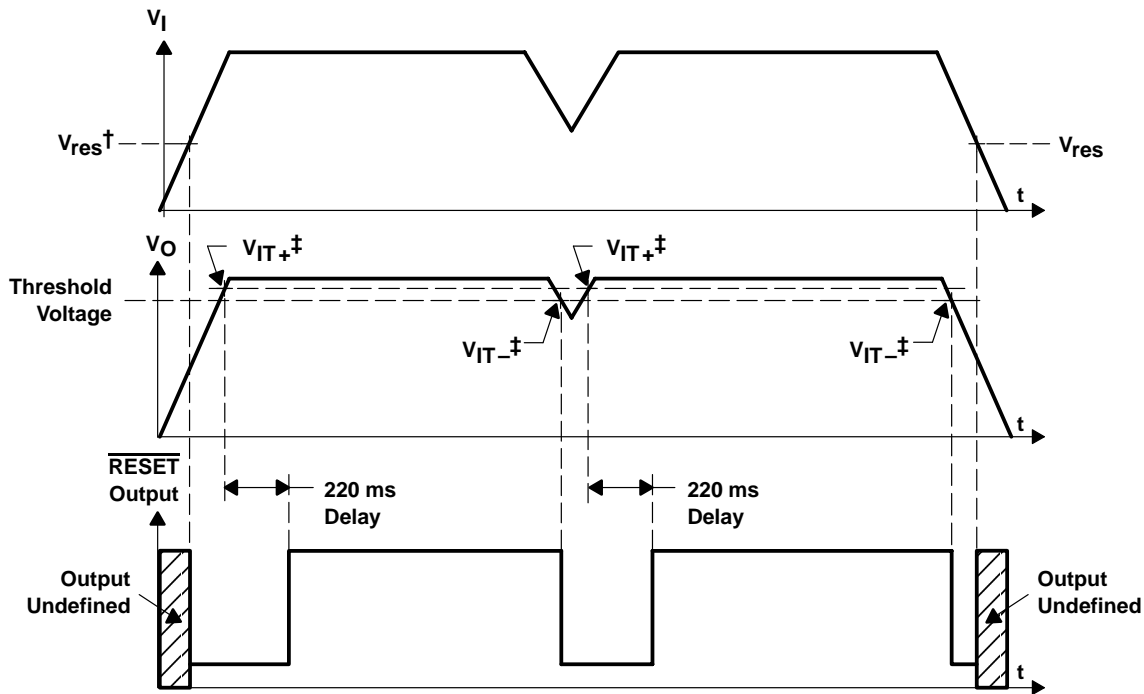 VI
Vres†
Vres
t
VO
VIT+‡
VIT+‡
Threshold
Voltage
VIT–‡
VIT–‡
t
RESET
Output
220 ms
Delay
220 ms
Delay
Output
Undefined
Output
Undefined
t